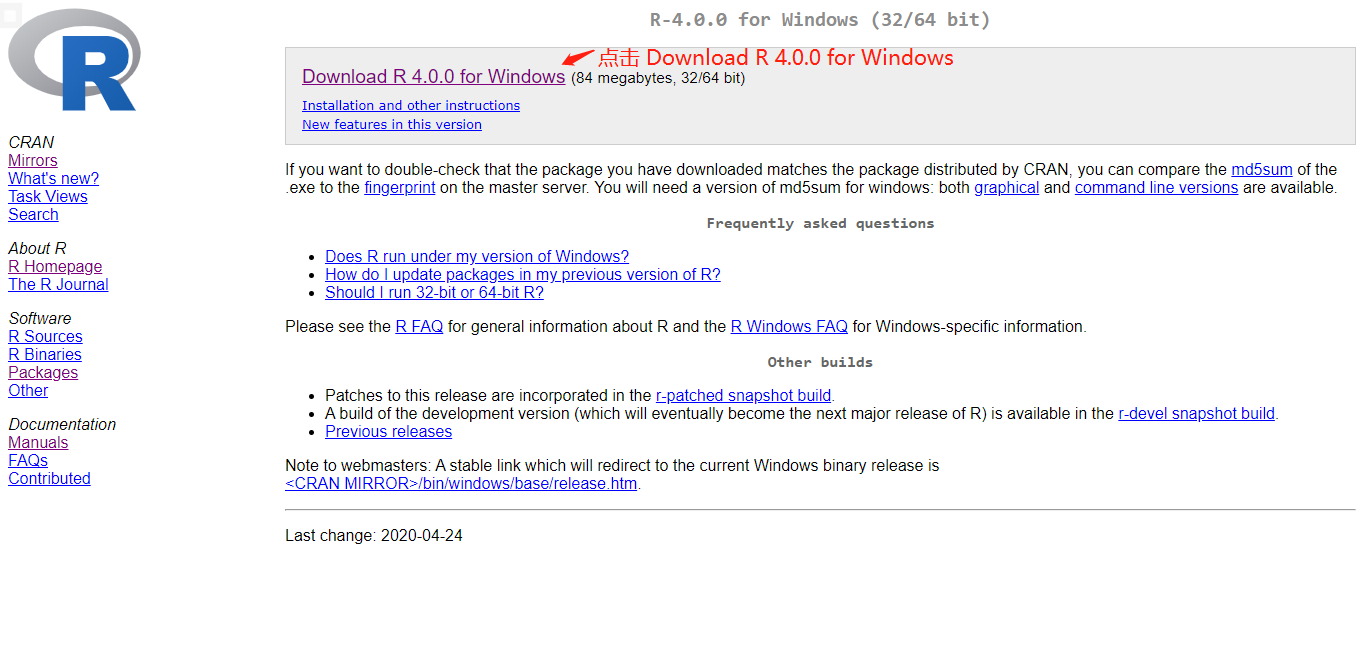 R-4.0.0 for Windows (32/64 bit)
点击 Download R 4.0.0 for Windows
Download R 4.0.0 for Windows (84 megabytes, 32/64 bit)
Installation and other instructions
New features in this version
R
CRAN
Mirrors
What's new?
Task Views
Search
About R
R Homepage
The R Journal
Software
R Sources
R Binaries
Packages
Other
Documentation
Manuals
FAQs
Contributed
If you want to double-check that the package you have downloaded matches the package distributed by CRAN, you can compare the md5sum of the
.exe to the fingerprint on the master server. You will need a version of md5sum for windows: both graphical and command line versions are available.
Frequently asked questions
Does R run under my version of Windows?
How do I update packages in my previous version of R?
Should I run 32-bit or 64-bit R?
Please see the R FAQ for general information about R and the R Windows FAQ for Windows-specific information.
Other builds
Patches to this release are incorporated in the r-patched snapshot build.
A build of the development version (which will eventually become the next major release of R) is available in the r-devel snapshot build.
Previous releases
Note to webmasters: A stable link which will redirect to the current Windows binary release is
<CRAN MIRROR>/bin/windows/base/release.htm.
Last change: 2020-04-24